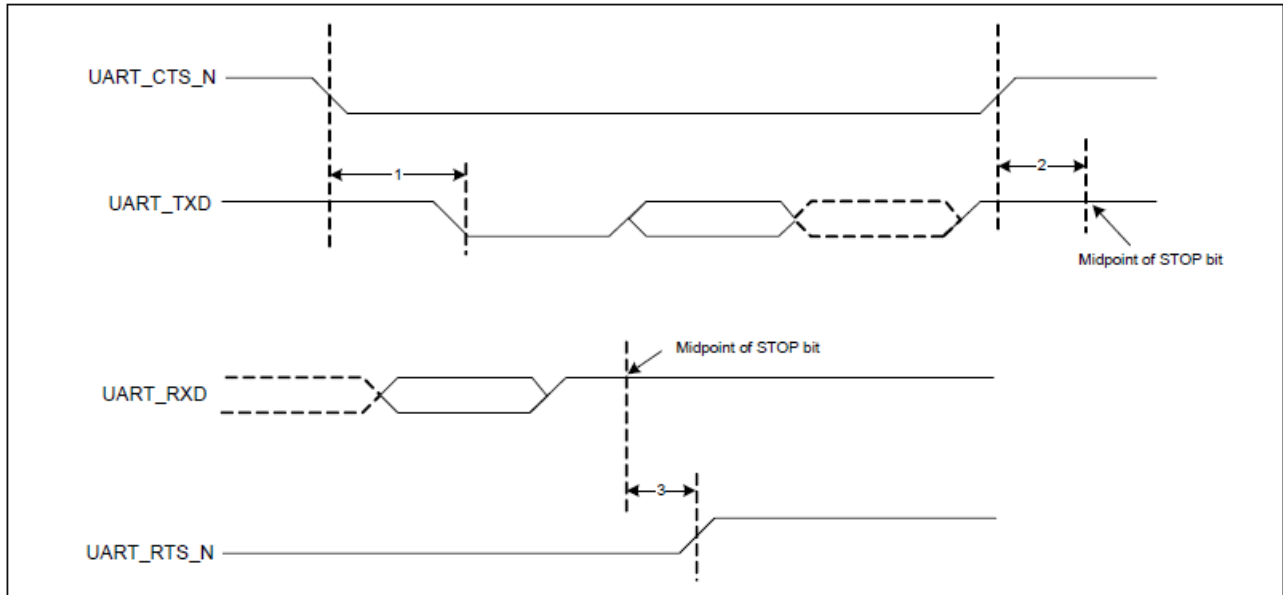 UART_CTS_N
1
2
UART_TXD
Midpoint of STOP bit
Midpoint of STOP bit
UART_RXD
3
UART_RTS_N